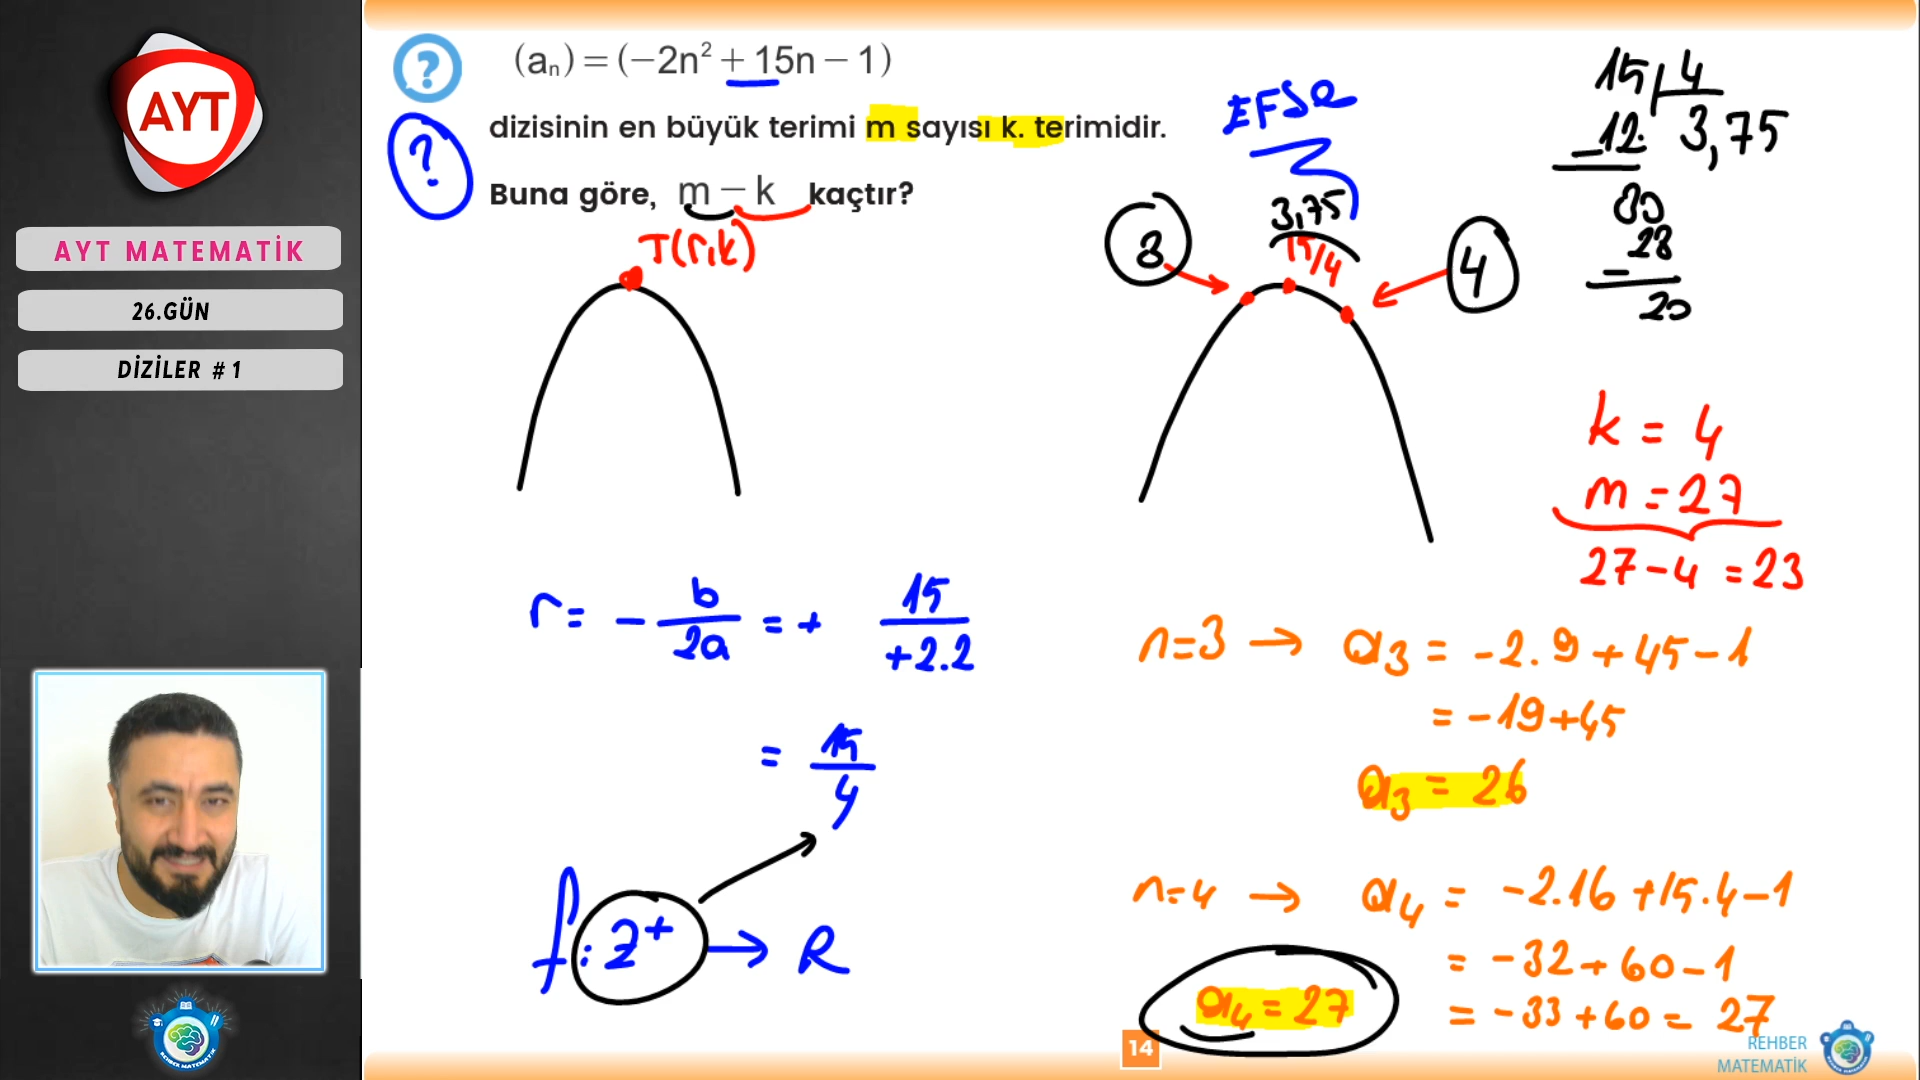 AYT
AYT MATEMATİK
26.GÜN
DİZİLER # 1
(aₙ) = (−2n² + 15n − 1)
dizisinin en büyük terimi m sayısı k. terimidir.
Buna göre, m − k kaçtır?
?
T(r,k)
r = - b/2a = + 15/+2.2
= 15/4
f: Z⁺ → R
3,75
15/4
3
4
15 | 4
-12. 3,75
28
20
k = 4
m = 27
27 - 4 = 23
n=3 → a₃ = -2.9 + 45 - 1
= -19+45
a₃ = 26
n=4 → a₄ = -2.16 + 15.4 - 1
= -32 + 60 - 1
= -33 + 60 = 27
a₄ = 27
14
REHBER
MATEMATİK
REHBER MATEMATİK